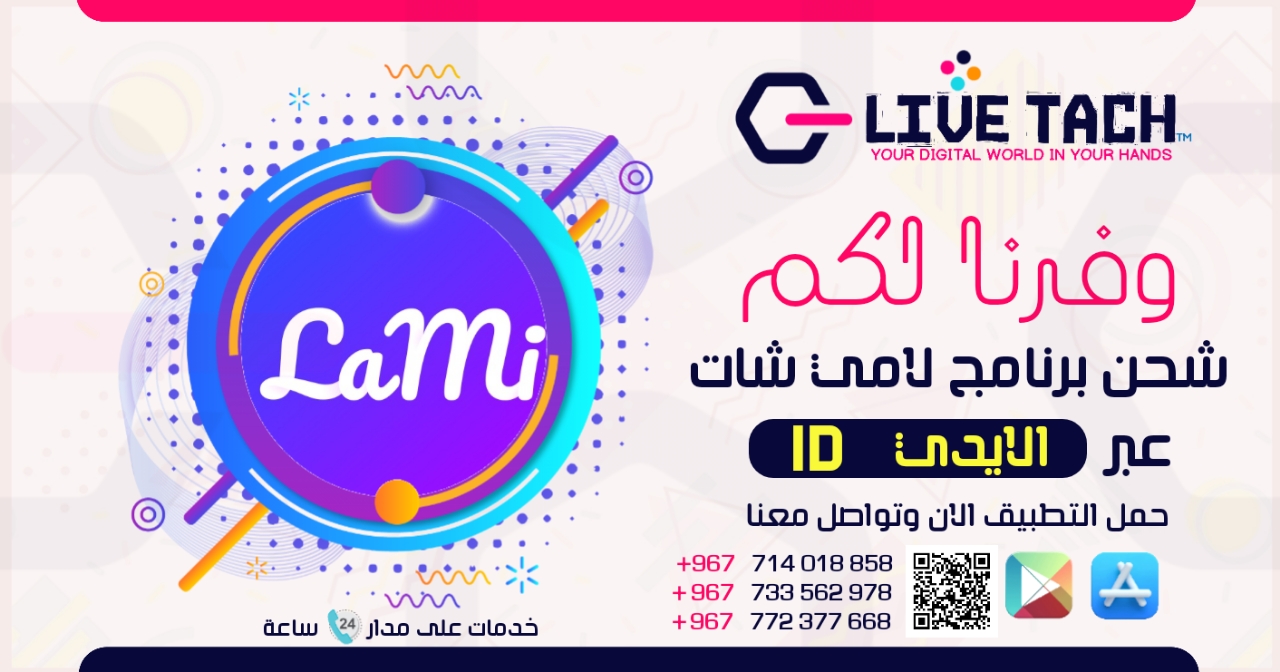 LIVE TACH™
YOUR DIGITAL WORLD IN YOUR HANDS
وفرنا لكم
شحن برنامج لامي شات
عبر الايدي ID
حمل التطبيق الان وتواصل معنا
+967 714 018 858
+967 733 562 978
+967 772 377 668
LaMi
خدمات على مدار 24 ساعة